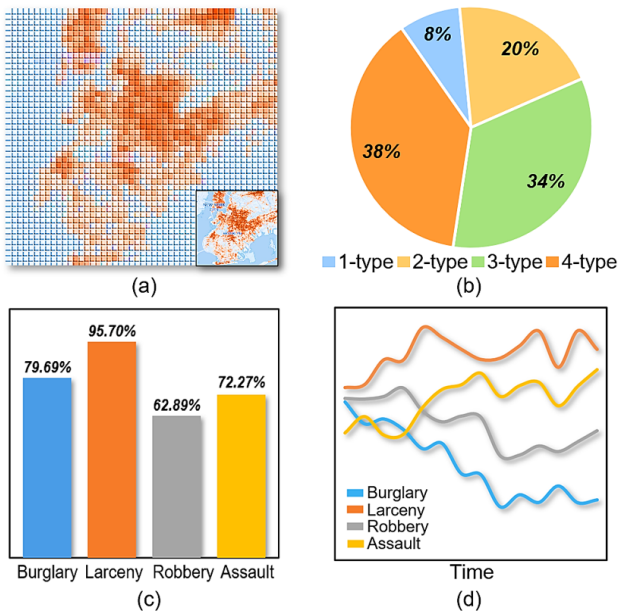 8%
20%
38%
34%
1-type 2-type 3-type 4-type
(a)
(b)
79.69%
95.70%
62.89%
72.27%
Burglary Larceny Robbery Assault
(c)
Burglary
Larceny
Robbery
Assault
Time
(d)